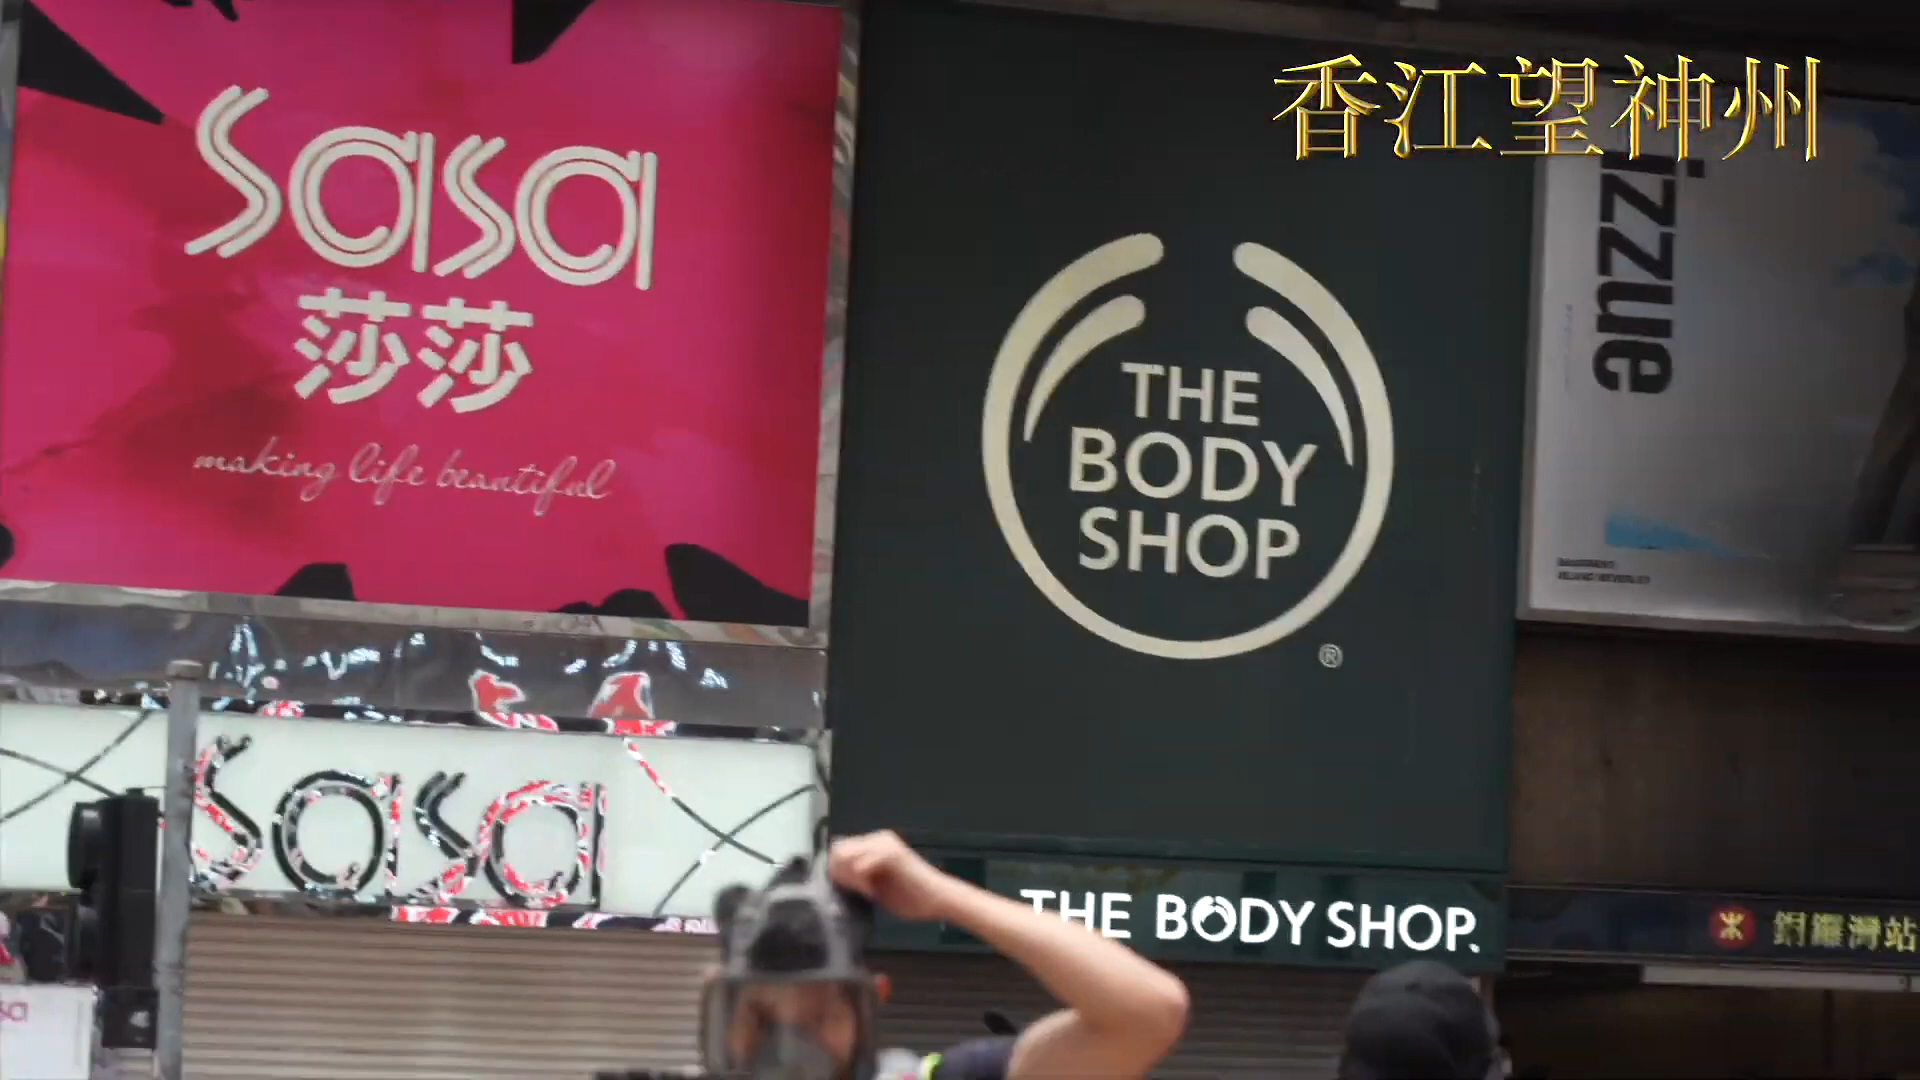 香江望神州
sasa
莎莎
making life beautiful
THE
BODY
SHOP
®
izzue
sasa
THE BODY SHOP.
銅鑼灣站